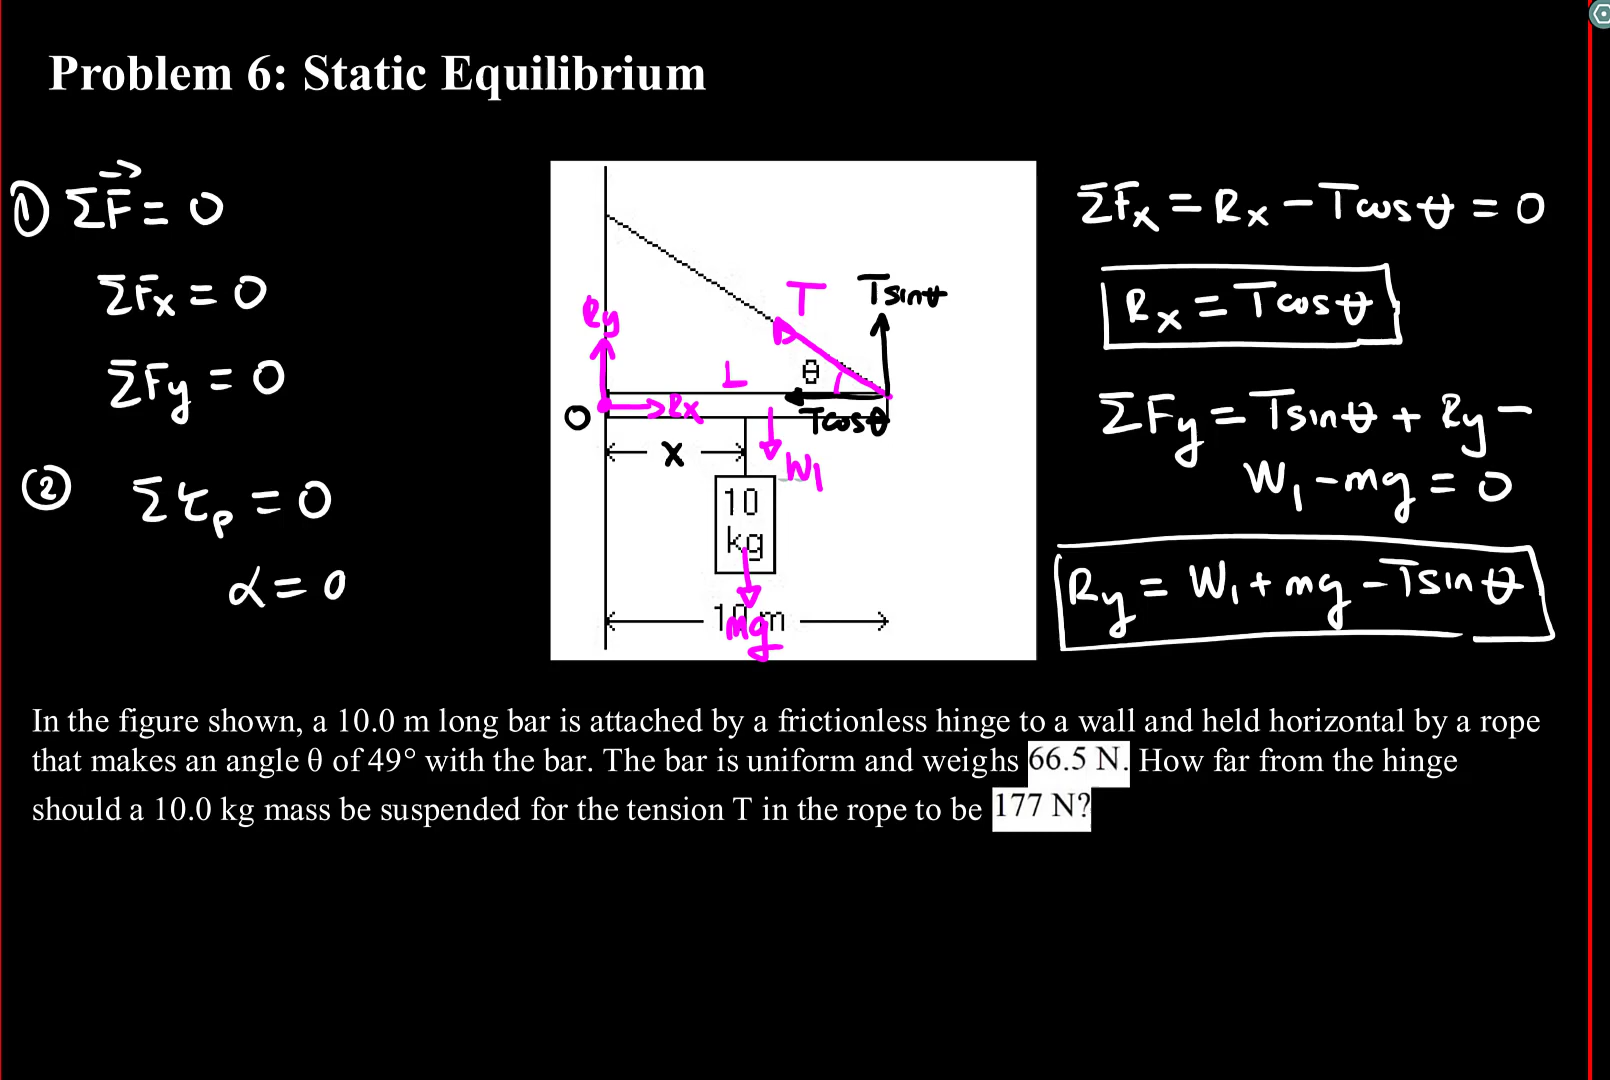 Problem 6: Static Equilibrium
① ΣF⃗ = 0
ΣFx = 0
ΣFy = 0
② Στp = 0
α = 0
Ry
T
Tsinθ
L
θ
O
Rx
Tcosθ
x
W₁
10
kg
10 m
mg
ΣFx = Rx − Tcosθ = 0
Rx = Tcosθ
ΣFy = Tsinθ + Ry −
W₁ − mg = 0
Ry = W₁ + mg − Tsinθ
In the figure shown, a 10.0 m long bar is attached by a frictionless hinge to a wall and held horizontal by a rope
that makes an angle θ of 49° with the bar. The bar is uniform and weighs 66.5 N. How far from the hinge
should a 10.0 kg mass be suspended for the tension T in the rope to be 177 N?